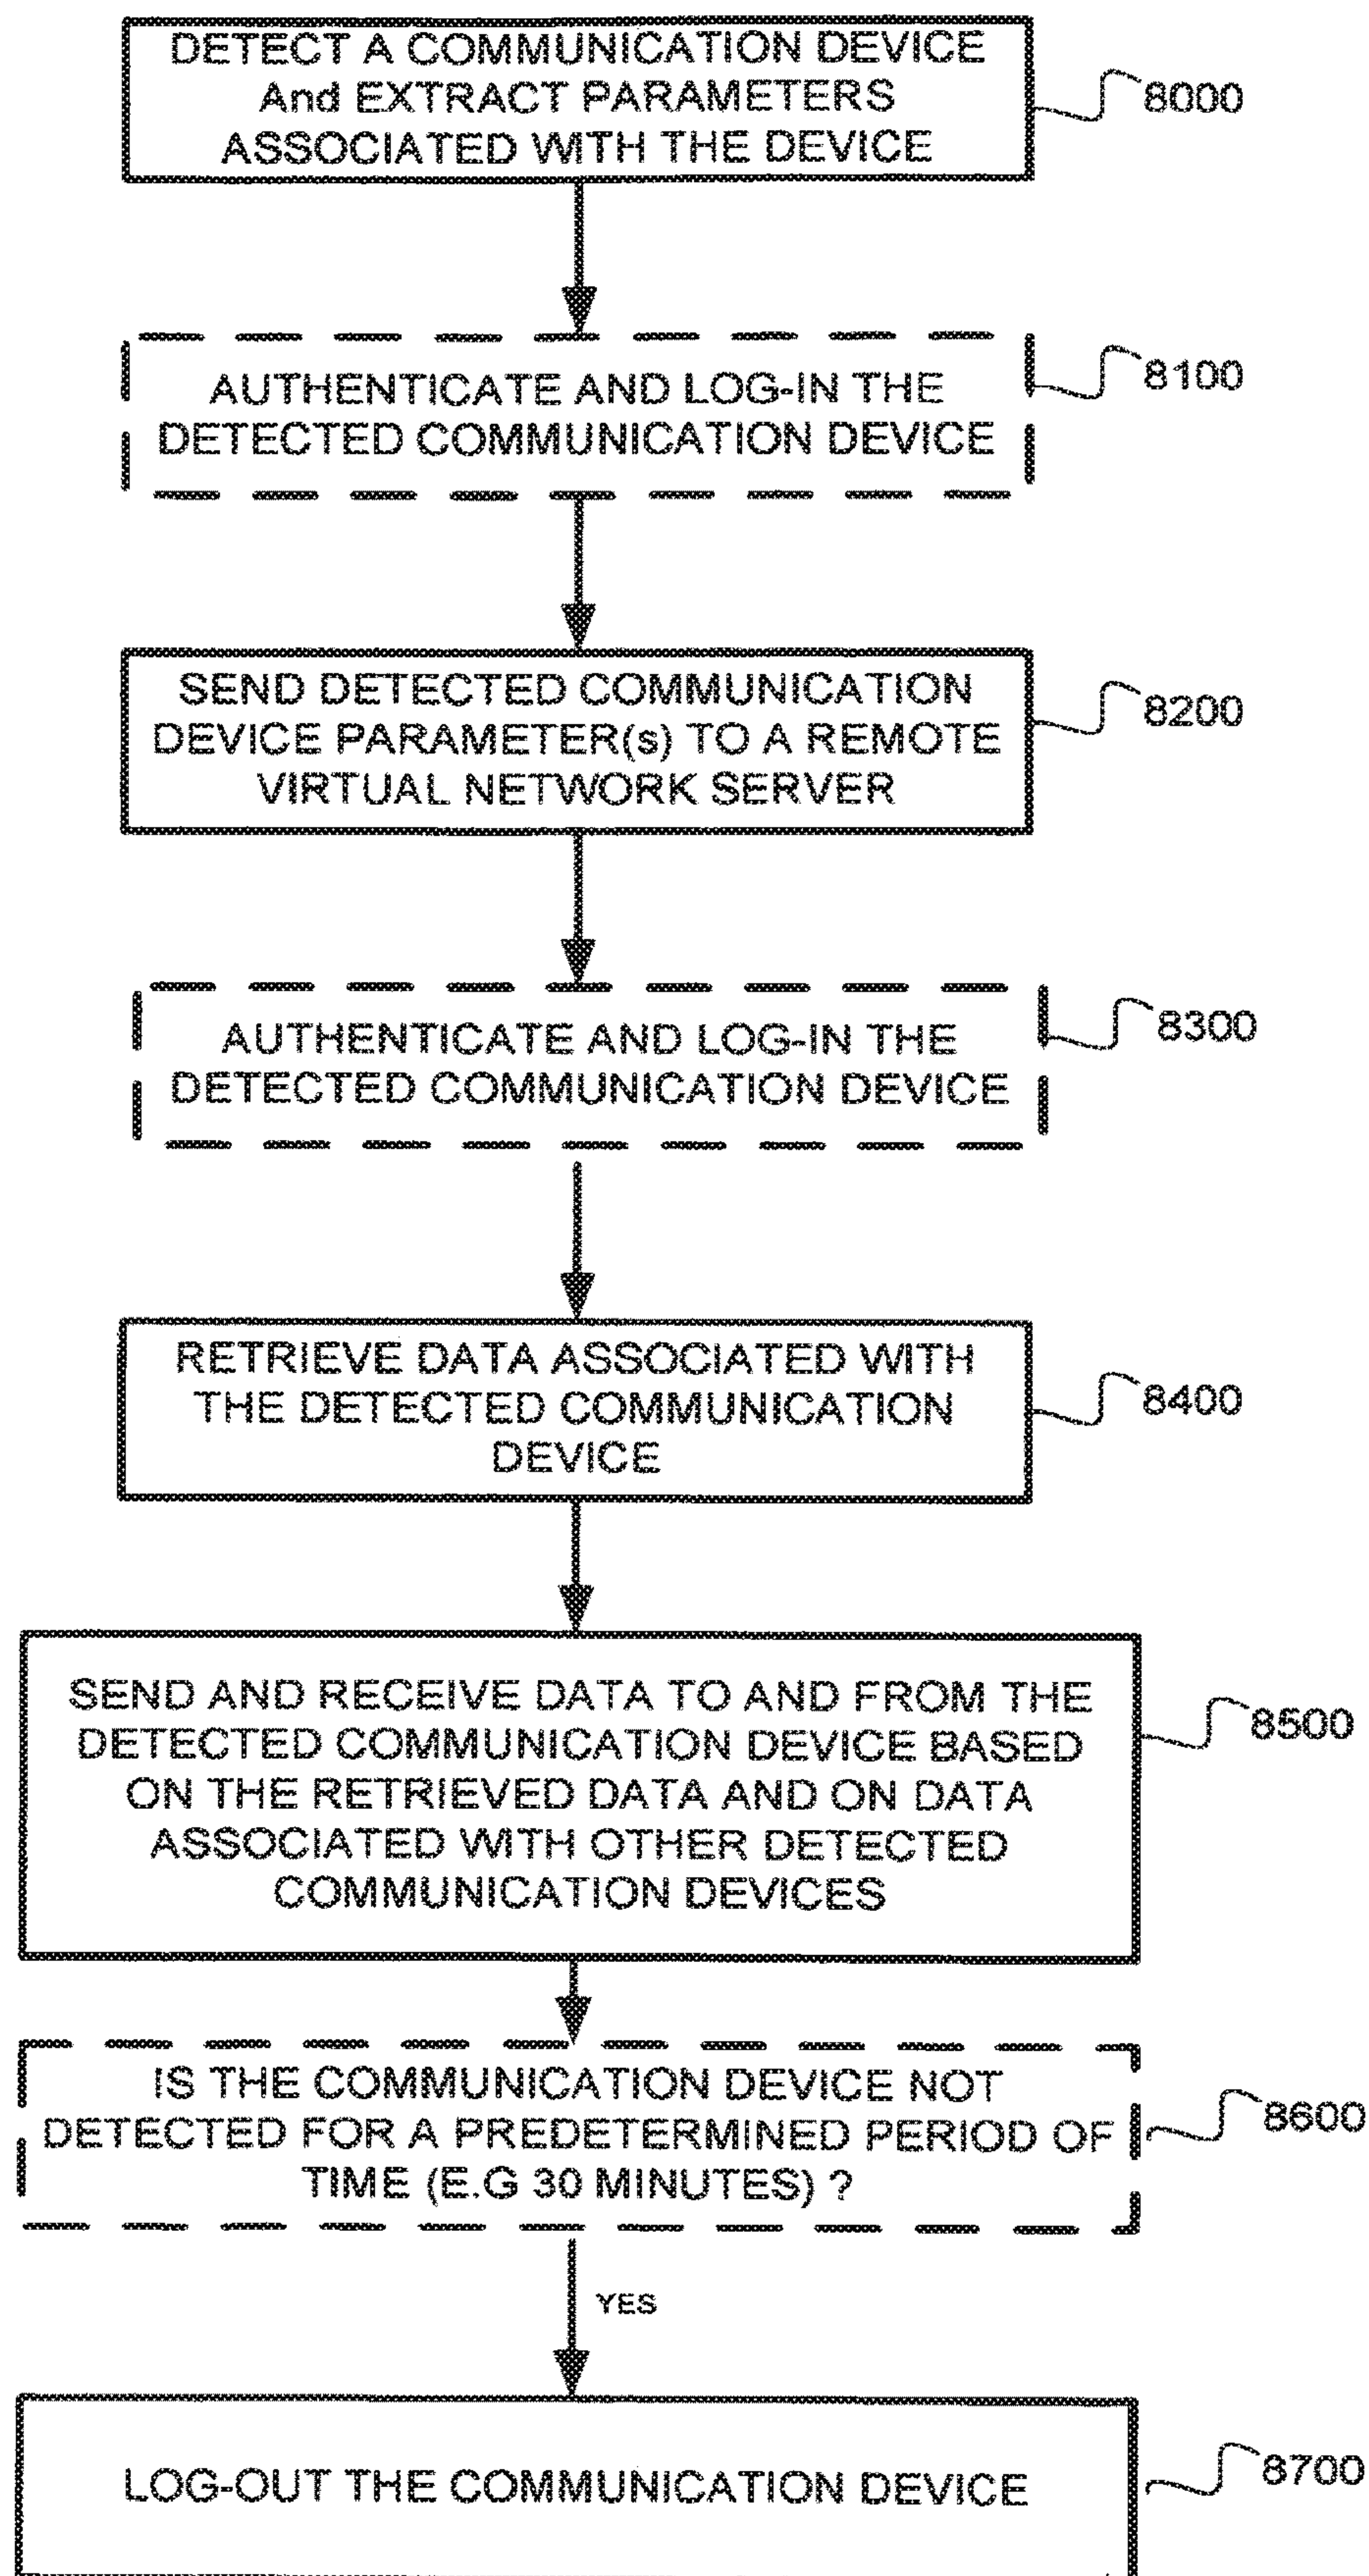 DETECT A COMMUNICATION DEVICE
And EXTRACT PARAMETERS
ASSOCIATED WITH THE DEVICE
8000
AUTHENTICATE AND LOG-IN THE
DETECTED COMMUNICATION DEVICE
8100
SEND DETECTED COMMUNICATION
DEVICE PARAMETER(s) TO A REMOTE
VIRTUAL NETWORK SERVER
8200
AUTHENTICATE AND LOG-IN THE
DETECTED COMMUNICATION DEVICE
8300
RETRIEVE DATA ASSOCIATED WITH
THE DETECTED COMMUNICATION
DEVICE
8400
SEND AND RECEIVE DATA TO AND FROM THE
DETECTED COMMUNICATION DEVICE BASED
ON THE RETRIEVED DATA AND ON DATA
ASSOCIATED WITH OTHER DETECTED
COMMUNICATION DEVICES
8500
IS THE COMMUNICATION DEVICE NOT
DETECTED FOR A PREDETERMINED PERIOD OF
TIME (E.G 30 MINUTES) ?
8600
YES
LOG-OUT THE COMMUNICATION DEVICE
8700